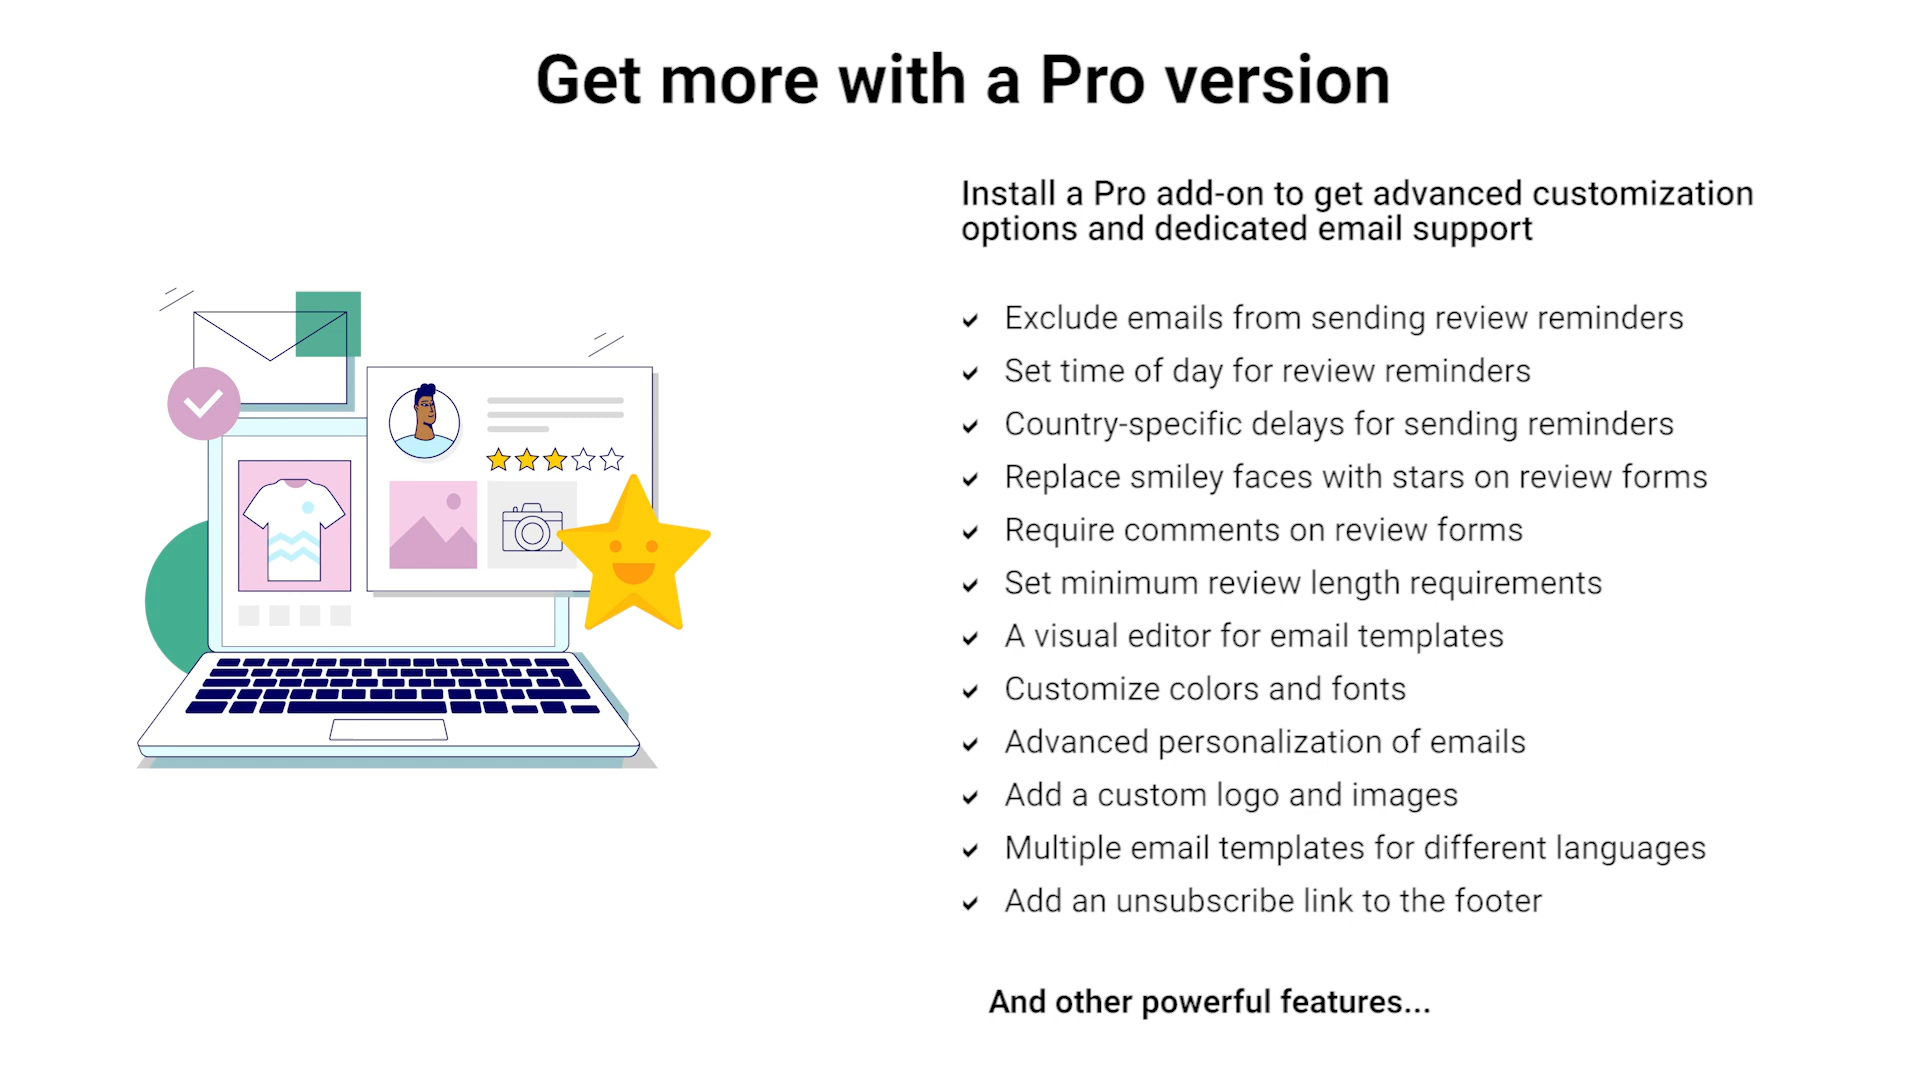 Get more with a Pro version
Install a Pro add-on to get advanced customization
options and dedicated email support
Exclude emails from sending review reminders
Set time of day for review reminders
Country-specific delays for sending reminders
Replace smiley faces with stars on review forms
Require comments on review forms
Set minimum review length requirements
A visual editor for email templates
Customize colors and fonts
Advanced personalization of emails
Add a custom logo and images
Multiple email templates for different languages
Add an unsubscribe link to the footer
And other powerful features...